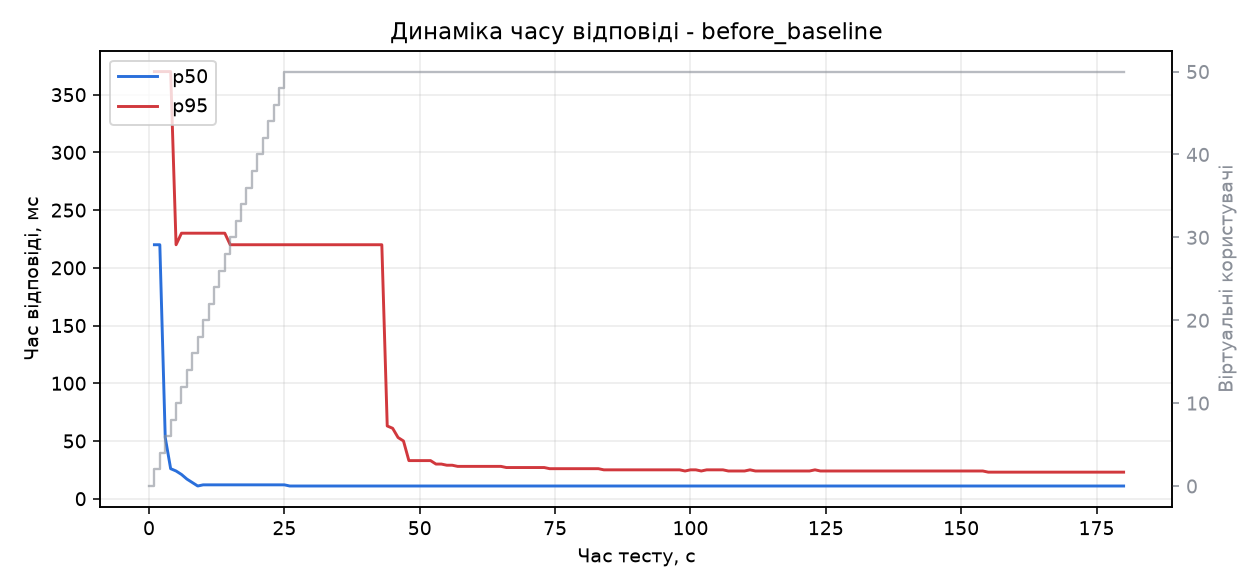 Динаміка часу відповіді - before_baseline
p50
p95
Час відповіді, мс
350
300
250
200
150
100
50
0
50
40
30
20
10
0
Віртуальні користувачі
0 25 50 75 100 125 150 175
Час тесту, с